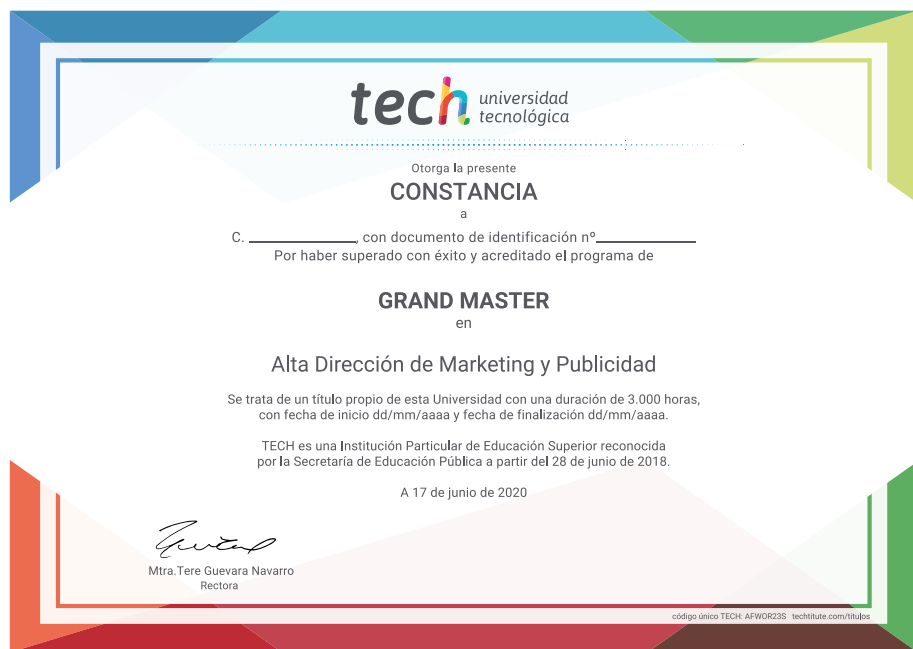 tech universidad
tecnológica
Otorga la presente
CONSTANCIA
a
C. ____________, con documento de identificación nº____________
Por haber superado con éxito y acreditado el programa de
GRAND MASTER
en
Alta Dirección de Marketing y Publicidad
Se trata de un título propio de esta Universidad con una duración de 3.000 horas,
con fecha de inicio dd/mm/aaaa y fecha de finalización dd/mm/aaaa.
TECH es una Institución Particular de Educación Superior reconocida
por la Secretaría de Educación Pública a partir del 28 de junio de 2018.
A 17 de junio de 2020
Mtra.Tere Guevara Navarro
Rectora
código único TECH: AFWOR23S techtitute.com/titulos